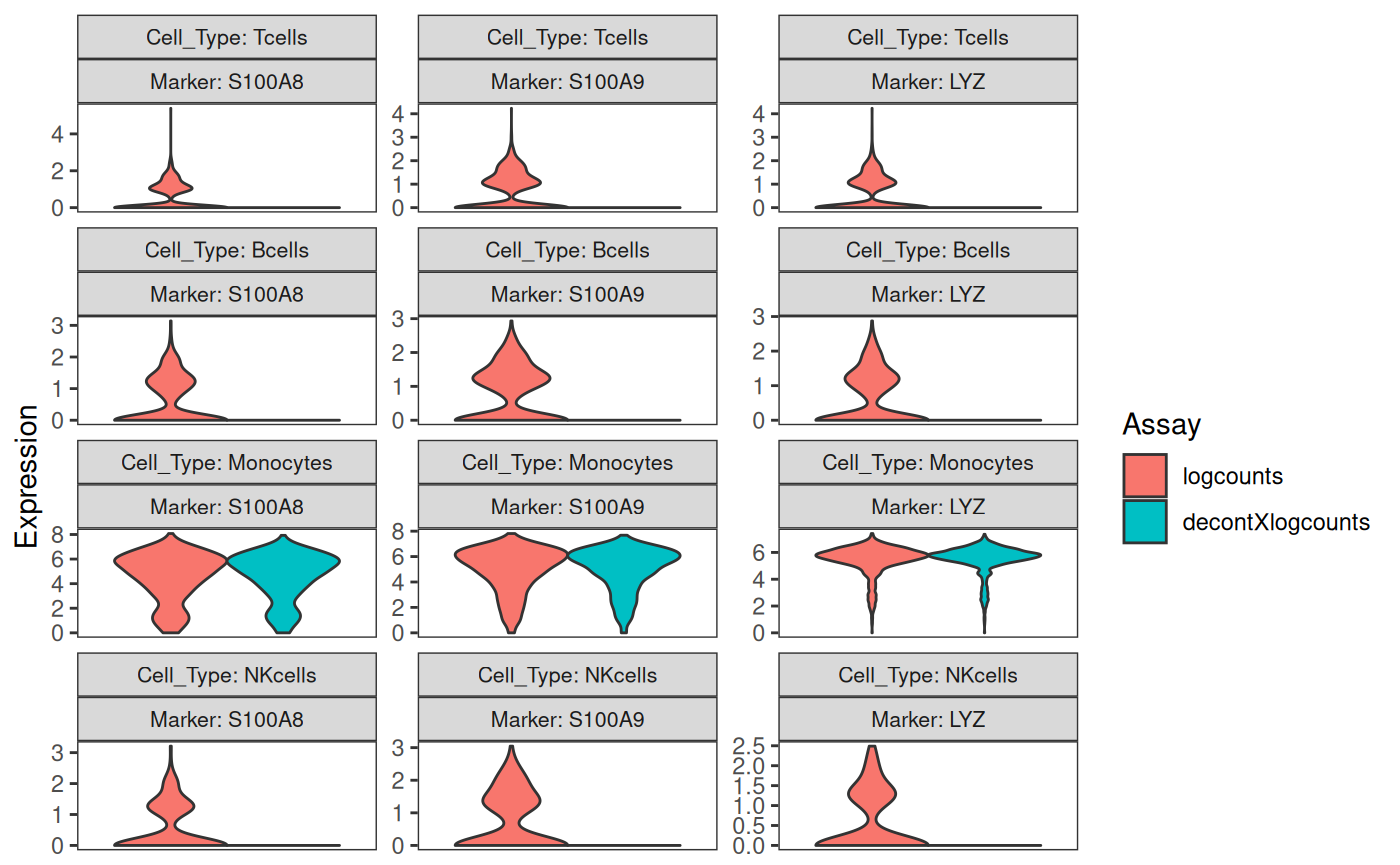 Cell_Type: Tcells
Cell_Type: Tcells
Cell_Type: Tcells
Marker: S100A8
Marker: S100A9
Marker: LYZ
4
2
0
4
3
2
1
0
4
3
2
1
0
Cell_Type: Bcells
Cell_Type: Bcells
Cell_Type: Bcells
Marker: S100A8
Marker: S100A9
Marker: LYZ
3
2
1
0
3
2
1
0
3
2
1
0
Cell_Type: Monocytes
Cell_Type: Monocytes
Cell_Type: Monocytes
Marker: S100A8
Marker: S100A9
Marker: LYZ
8
6
4
2
0
8
6
4
2
0
6
4
2
0
Cell_Type: NKcells
Cell_Type: NKcells
Cell_Type: NKcells
Marker: S100A8
Marker: S100A9
Marker: LYZ
3
2
1
0
3
2
1
0
2.5
2.0
1.5
1.0
0.5
0.0
Expression
Assay
logcounts
decontXlogcounts